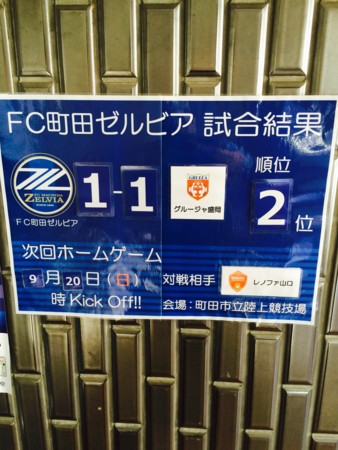 FC町田ゼルビア 試合結果
ZELVIA
FC町田ゼルビア
1-1
GRULLA
グルージャ盛岡
順位
2位
次回ホームゲーム
9月20日(日) 対戦相手 レノファ山口
時 Kick Off!! 会場:町田市立陸上競技場